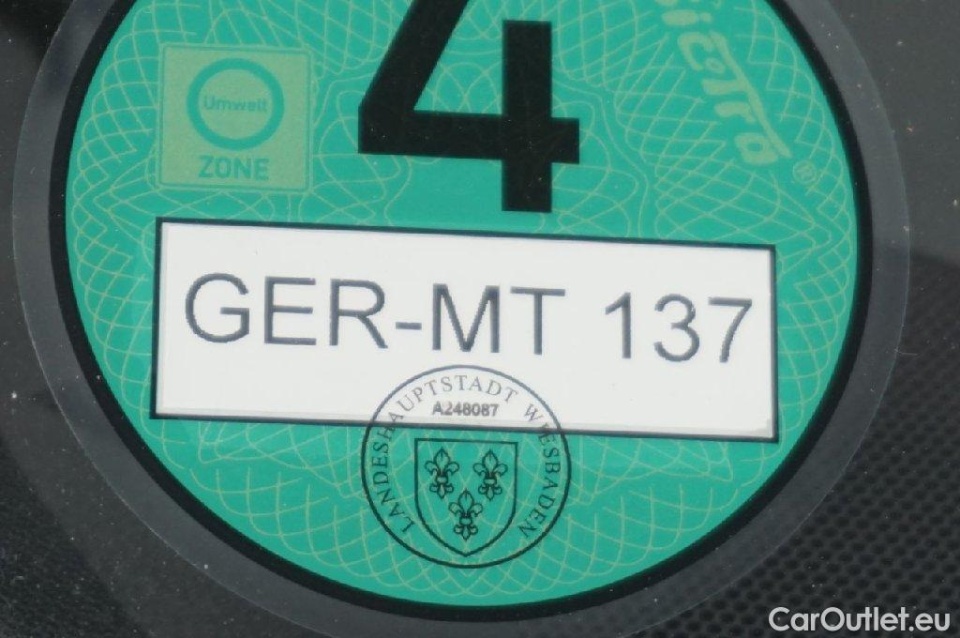 4
Umwelt
ZONE
GER-MT 137
LANDESHAUPTSTADT WIESBADEN
A248087
CarOutlet.eu